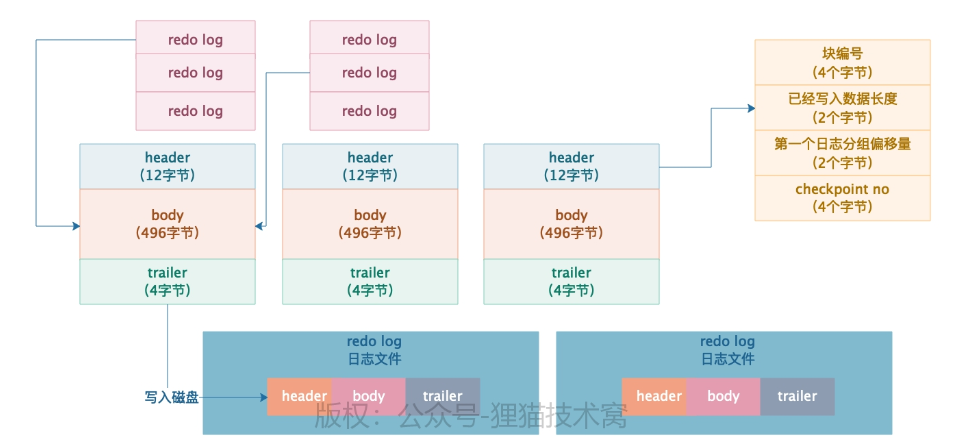 redo log
redo log
redo log
redo log
redo log
redo log
块编号
(4个字节)
已经写入数据长度
(2个字节)
第一个日志分组偏移量
(2个字节)
checkpoint no
(4个字节)
header
(12字节)
body
(496字节)
trailer
(4字节)
header
(12字节)
body
(496字节)
trailer
(4字节)
header
(12字节)
body
(496字节)
trailer
(4字节)
写入磁盘
redo log
日志文件
header body trailer
redo log
日志文件
header body trailer
版权：公众号-狸猫技术窝